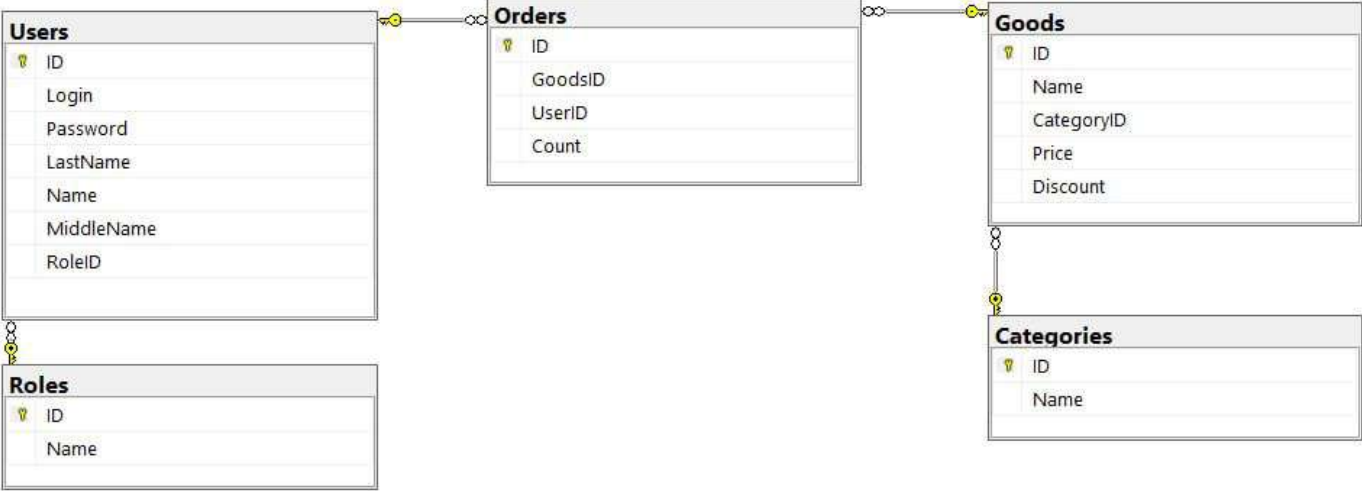 Users
ID
Login
Password
LastName
Name
MiddleName
RoleID
Roles
ID
Name
Orders
ID
GoodsID
UserID
Count
Goods
ID
Name
CategoryID
Price
Discount
Categories
ID
Name